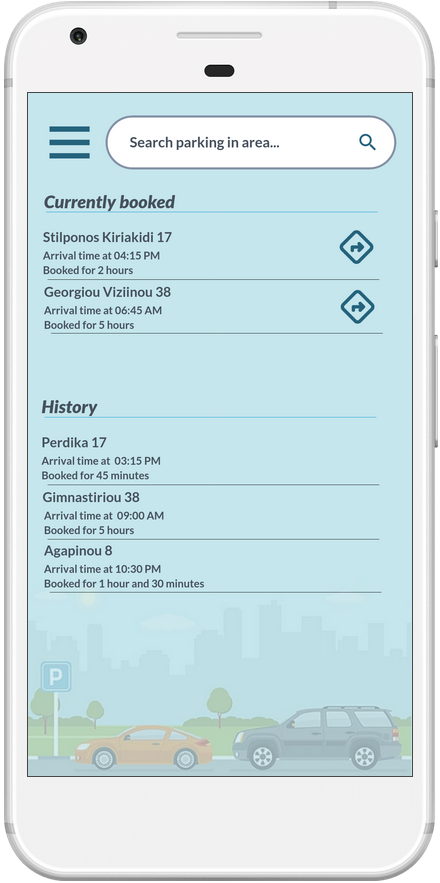 Search parking in area...
Currently booked
Stilponos Kiriakidi 17
Arrival time at 04:15 PM
Booked for 2 hours
Georgiou Viziinou 38
Arrival time at 06:45 AM
Booked for 5 hours
History
Perdika 17
Arrival time at 03:15 PM
Booked for 45 minutes
Gimnastiriou 38
Arrival time at 09:00 AM
Booked for 5 hours
Agapinou 8
Arrival time at 10:30 PM
Booked for 1 hour and 30 minutes
P